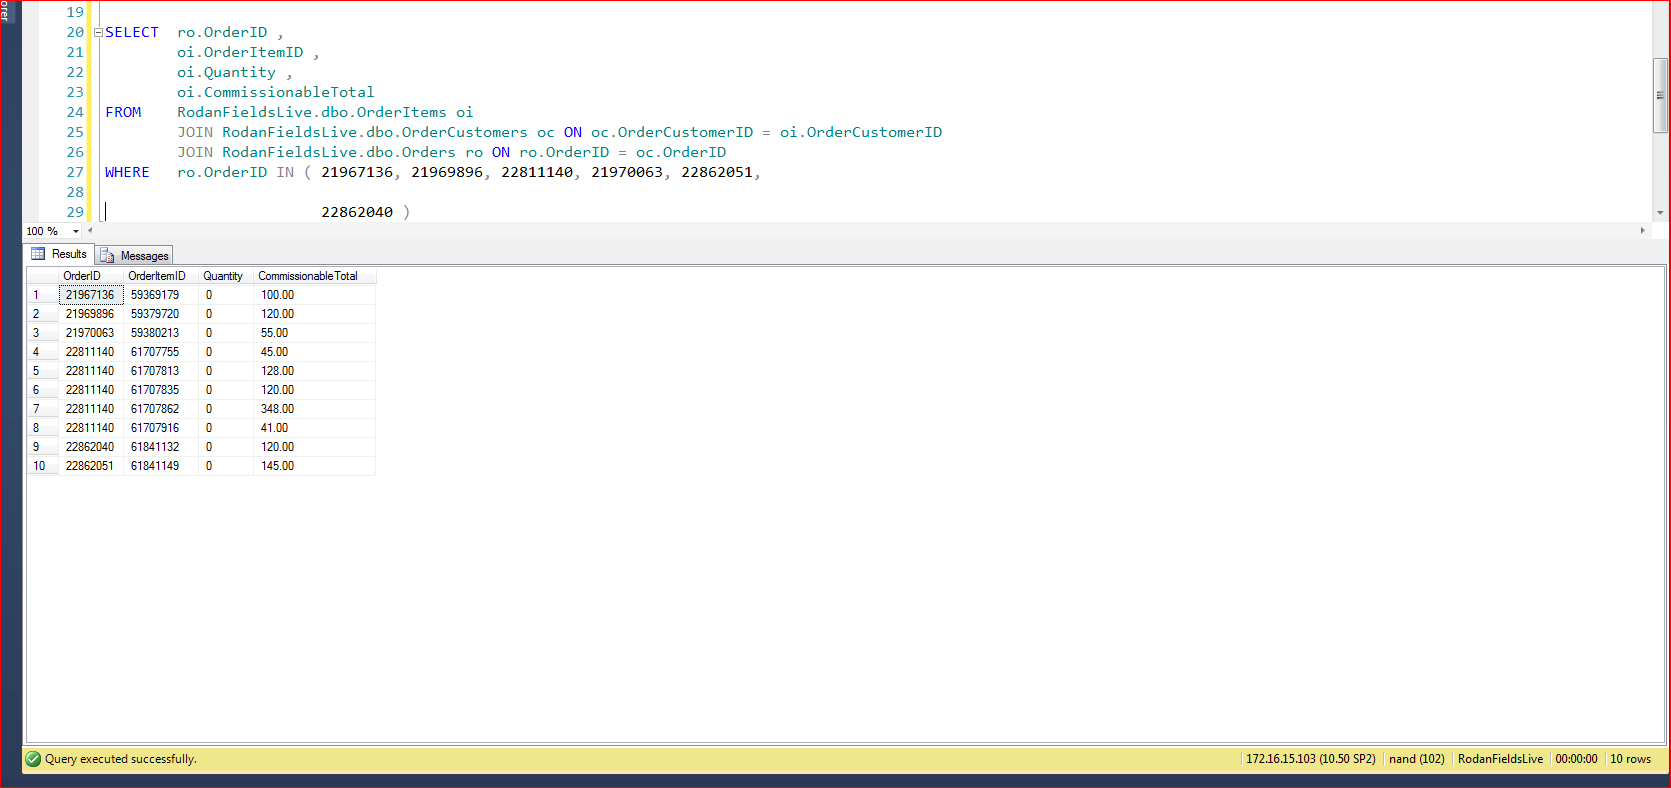 orer
19
20 SELECT ro.OrderID ,
21 oi.OrderItemID ,
22 oi.Quantity ,
23 oi.CommissionableTotal
24 FROM RodanFieldsLive.dbo.OrderItems oi
25 JOIN RodanFieldsLive.dbo.OrderCustomers oc ON oc.OrderCustomerID = oi.OrderCustomerID
26 JOIN RodanFieldsLive.dbo.Orders ro ON ro.OrderID = oc.OrderID
27 WHERE ro.OrderID IN ( 21967136, 21969896, 22811140, 21970063, 22862051,
28
29 22862040 )
100 %
Results Messages
OrderID OrderItemID Quantity CommissionableTotal
1 21967136 59369179 0 100.00
2 21969896 59379720 0 120.00
3 21970063 59380213 0 55.00
4 22811140 61707755 0 45.00
5 22811140 61707813 0 128.00
6 22811140 61707835 0 120.00
7 22811140 61707862 0 348.00
8 22811140 61707916 0 41.00
9 22862040 61841132 0 120.00
10 22862051 61841149 0 145.00
Query executed successfully. 172.16.15.103 (10.50 SP2) nand (102) RodanFieldsLive 00:00:00 10 rows